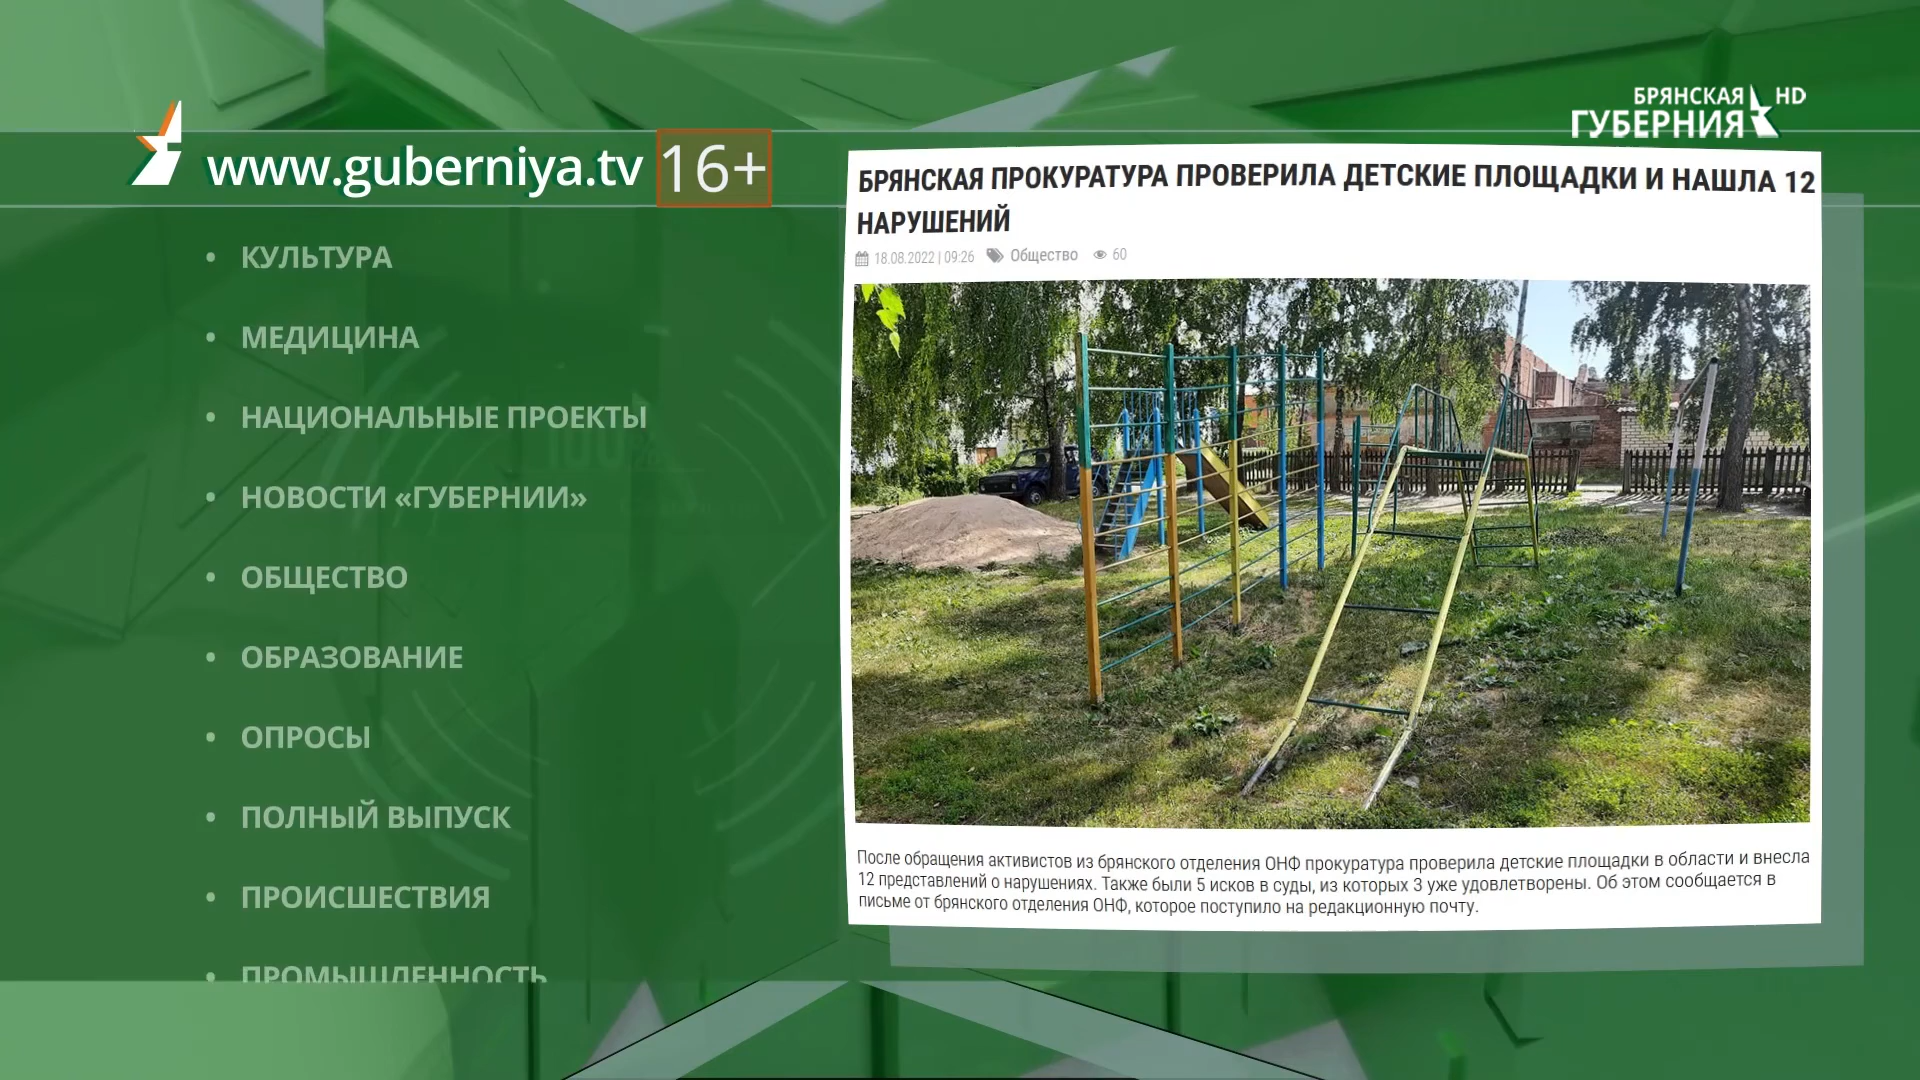 БРЯНСКАЯ HD
ГУБЕРНИЯ
www.guberniya.tv 16+
• КУЛЬТУРА
• МЕДИЦИНА
• НАЦИОНАЛЬНЫЕ ПРОЕКТЫ
• НОВОСТИ «ГУБЕРНИИ»
• ОБЩЕСТВО
• ОБРАЗОВАНИЕ
• ОПРОСЫ
• ПОЛНЫЙ ВЫПУСК
• ПРОИСШЕСТВИЯ
• ПРОМЫШЛЕННОСТЬ
БРЯНСКАЯ ПРОКУРАТУРА ПРОВЕРИЛА ДЕТСКИЕ ПЛОЩАДКИ И НАШЛА 12
НАРУШЕНИЙ
18.08.2022 | 09:26 Общество 60
После обращения активистов из брянского отделения ОНФ прокуратура проверила детские площадки в области и внесла
12 представлений о нарушениях. Также были 5 исков в суды, из которых 3 уже удовлетворены. Об этом сообщается в
письме от брянского отделения ОНФ, которое поступило на редакционную почту.